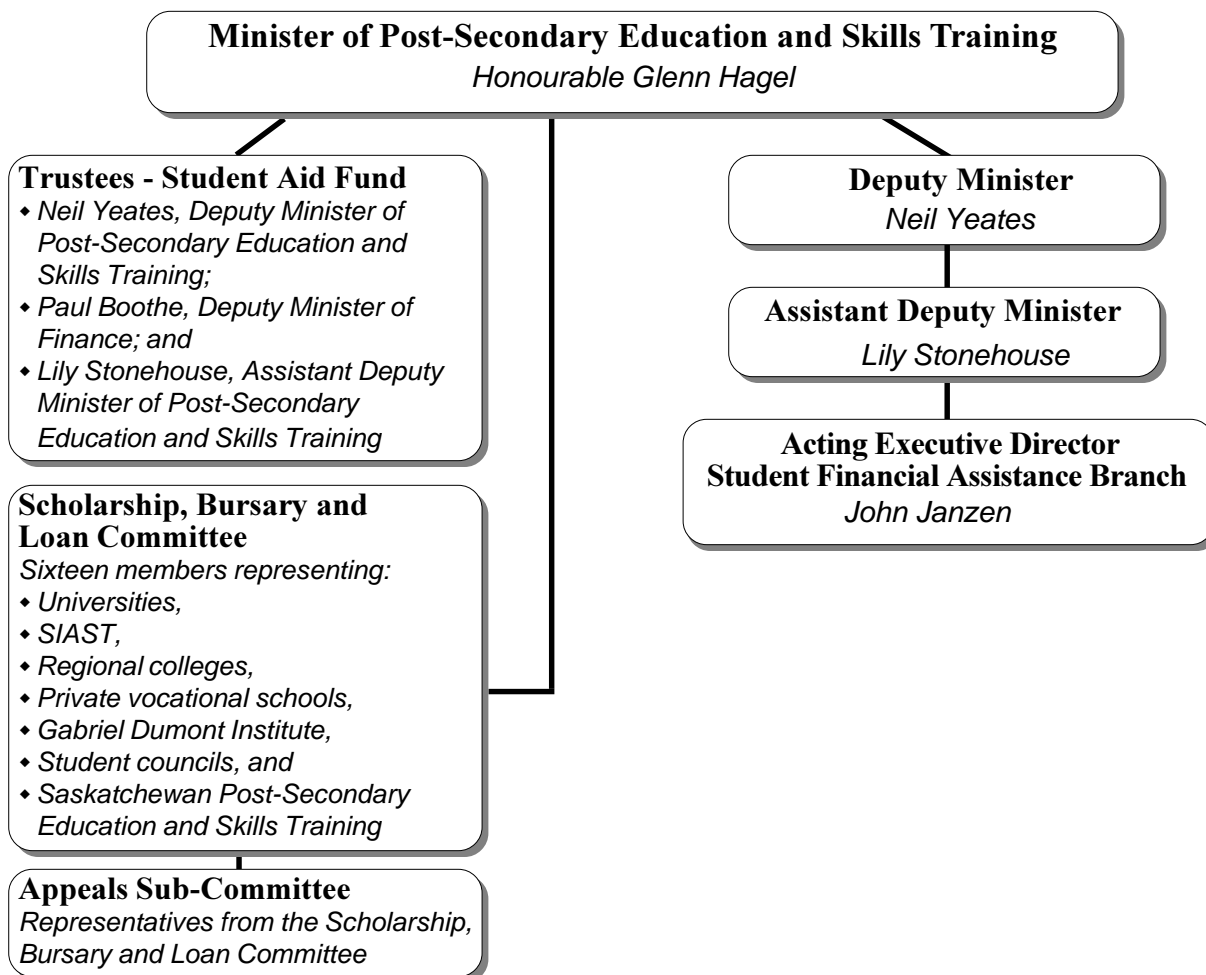 Minister of Post-Secondary Education and Skills Training
Honourable Glenn Hagel
Trustees - Student Aid Fund
◆ Neil Yeates, Deputy Minister of
Post-Secondary Education and
Skills Training;
◆ Paul Boothe, Deputy Minister of
Finance; and
◆ Lily Stonehouse, Assistant Deputy
Minister of Post-Secondary
Education and Skills Training
Scholarship, Bursary and
Loan Committee
Sixteen members representing:
◆ Universities,
◆ SIAST,
◆ Regional colleges,
◆ Private vocational schools,
◆ Gabriel Dumont Institute,
◆ Student councils, and
◆ Saskatchewan Post-Secondary
Education and Skills Training
Appeals Sub-Committee
Representatives from the Scholarship,
Bursary and Loan Committee
Deputy Minister
Neil Yeates
Assistant Deputy Minister
Lily Stonehouse
Acting Executive Director
Student Financial Assistance Branch
John Janzen